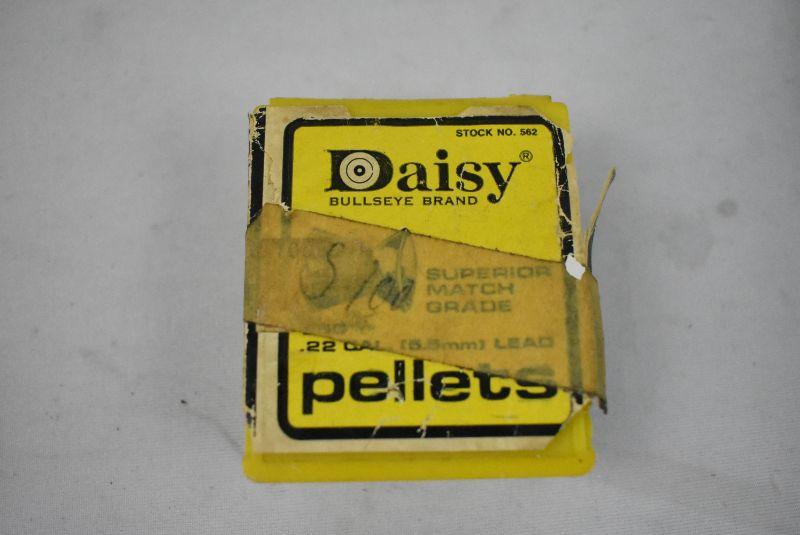 STOCK NO. 562
Daisy®
BULLSEYE BRAND
SUPERIOR
MATCH
GRADE
.22 CAL. (5.5mm) LEAD
pellets